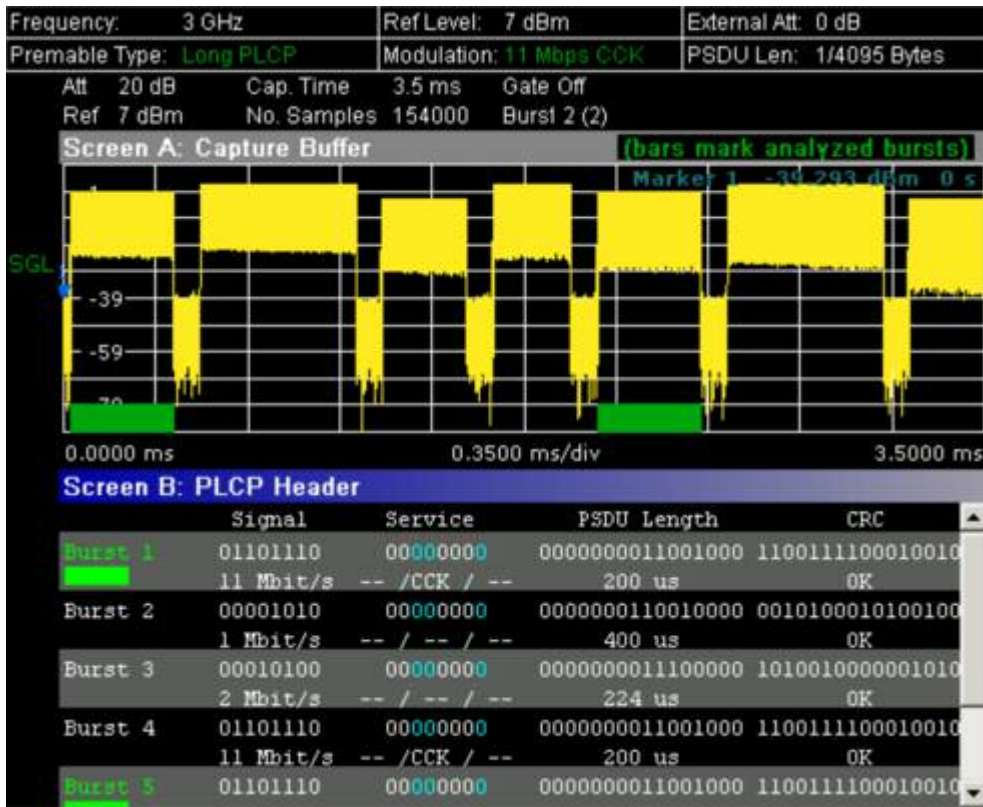 Frequency: 3 GHz Ref Level: 7 dBm External Att: 0 dB
Premable Type: Long PLCP Modulation: 11 Mbps CCK PSDU Len: 1/4095 Bytes
Att 20 dB Cap. Time 3.5 ms Gate Off
Ref 7 dBm No. Samples 154000 Burst 2 (2)
Screen A: Capture Buffer (bars mark analyzed bursts)
Marker 1 -39.293 dBm 0 s
SGL
1
-39
-59
-79
0.0000 ms 0.3500 ms/div 3.5000 ms
Screen B: PLCP Header
Signal Service PSDU Length CRC
Burst 1 01101110 00000000 0000000011001000 1100111100010010
11 Mbit/s -- /CCK / -- 200 us OK
Burst 2 00001010 00000000 0000000110010000 0010100010100100
1 Mbit/s -- / -- / -- 400 us OK
Burst 3 00010100 00000000 0000000011100000 1010010000001010
2 Mbit/s -- / -- / -- 224 us OK
Burst 4 01101110 00000000 0000000011001000 1100111100010010
11 Mbit/s -- /CCK / -- 200 us OK
Burst 5 01101110 00000000 0000000011001000 1100111100010010